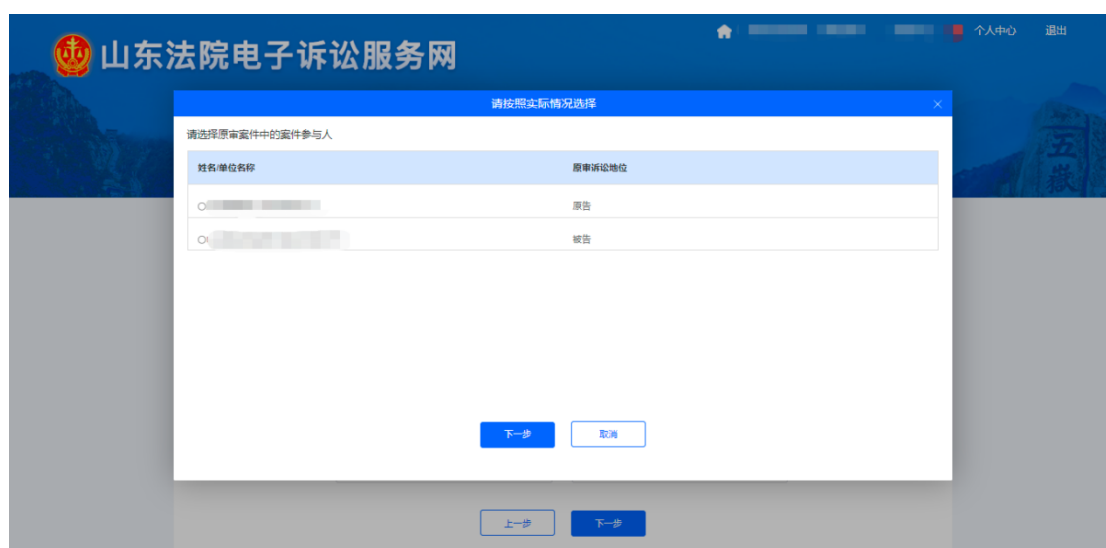 山东法院电子诉讼服务网
个人中心 退出
请按照实际情况选择
请选择原审案件中的案件参与人
姓名/单位名称 原审诉讼地位
原告
被告
下一步 取消
上一步 下一步
五嶽